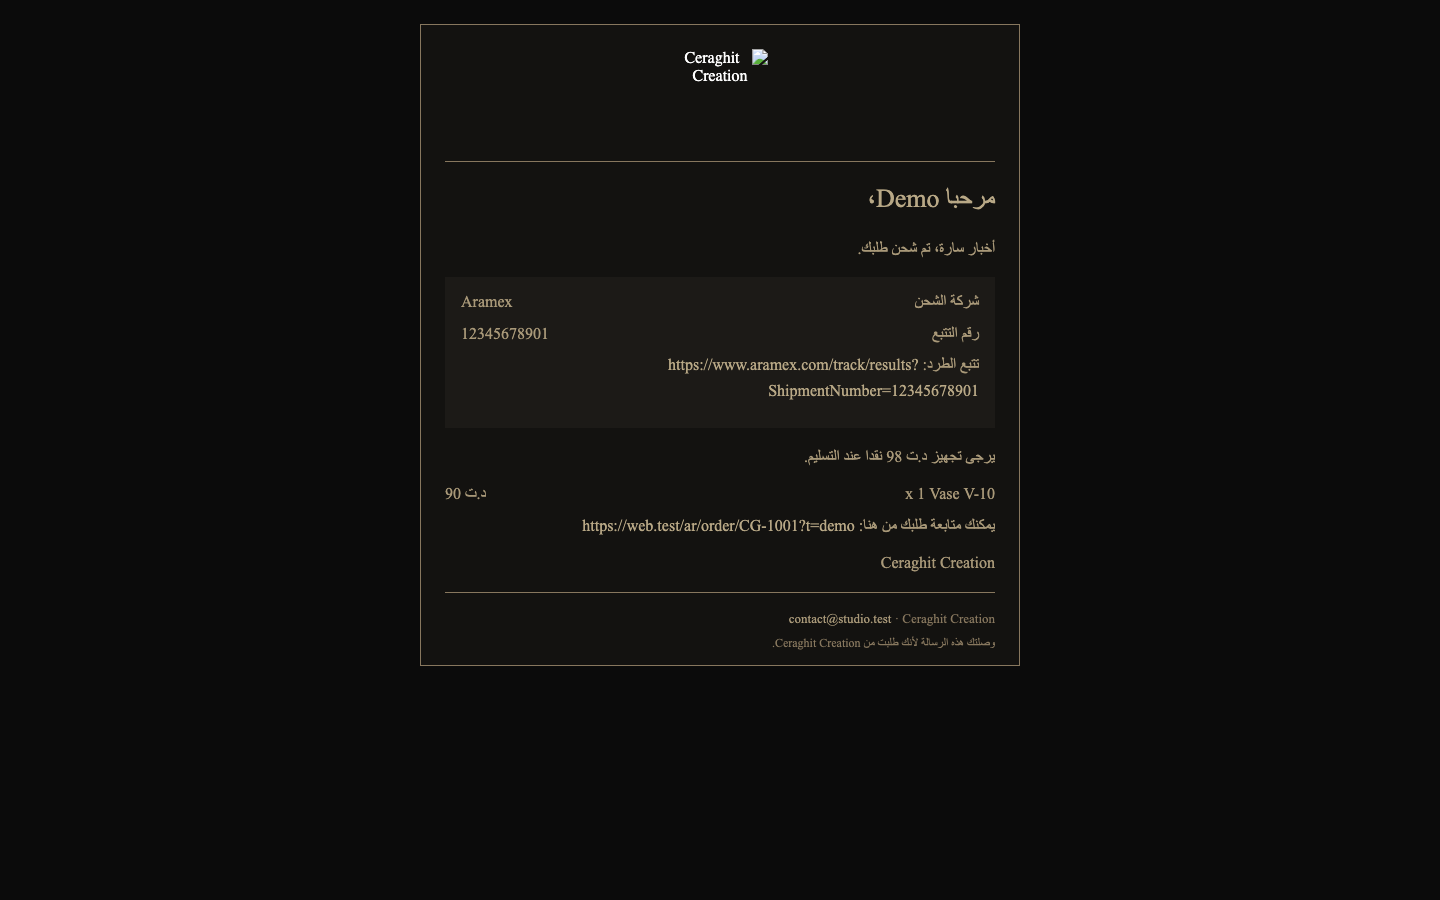 Ceraghit
Creation
مرحبا Demo،
أخبار سارة، تم شحن طلبك.
شركة الشحن Aramex
رقم التتبع 12345678901
تتبع الطرد: https://www.aramex.com/track/results?
ShipmentNumber=12345678901
يرجى تجهيز د.ت 98 نقدا عند التسليم.
x 1 Vase V-10 د.ت 90
يمكنك متابعة طلبك من هنا: https://web.test/ar/order/CG-1001?t=demo
Ceraghit Creation
Ceraghit Creation · contact@studio.test
وصلتك هذه الرسالة لأنك طلبت من Ceraghit Creation.